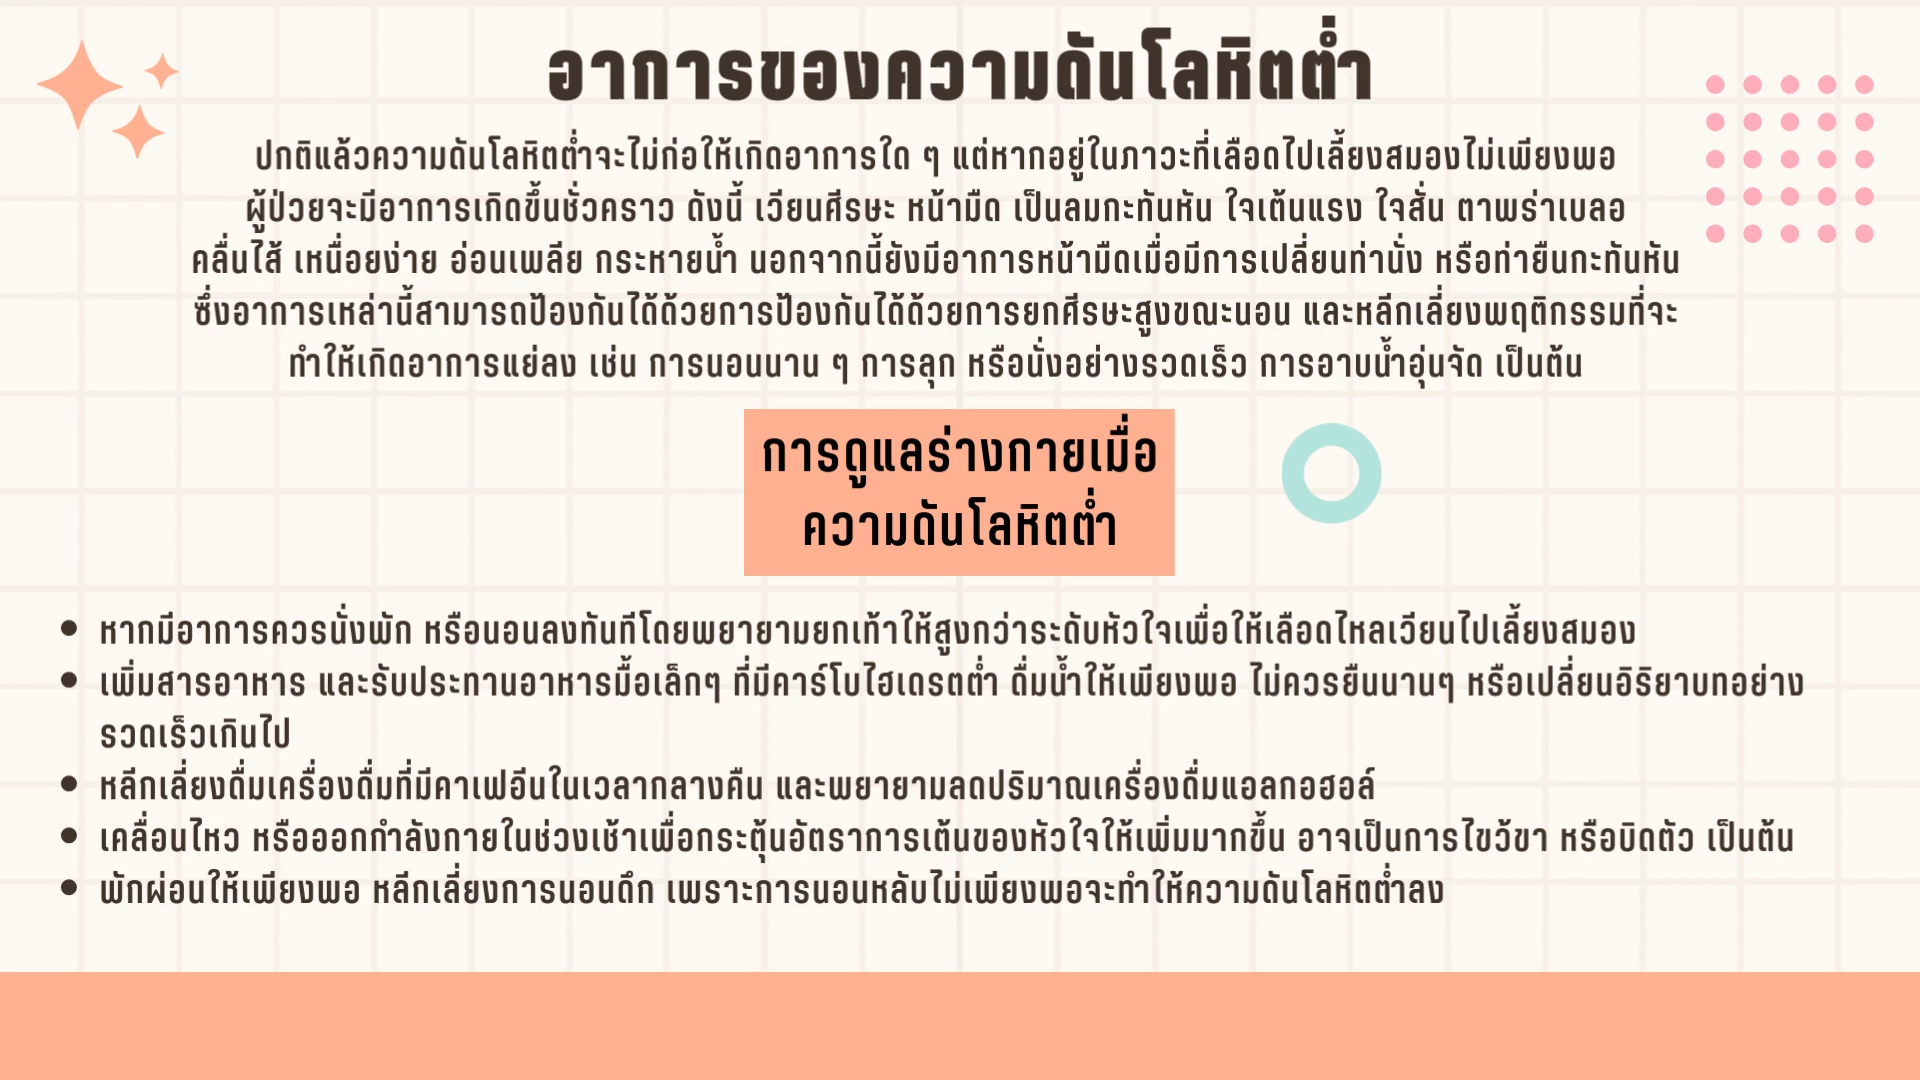 อาการของความดันโลหิตต่ำ
ปกติแล้วความดันโลหิตต่ำจะไม่ก่อให้เกิดอาการใด ๆ แต่หากอยู่ในภาวะที่เลือดไปเลี้ยงสมองไม่เพียงพอ
ผู้ป่วยจะมีอาการเกิดขึ้นชั่วคราว ดังนี้ เวียนศีรษะ หน้ามืด เป็นลมกะทันหัน ใจเต้นแรง ใจสั่น ตาพร่าเบลอ
คลื่นไส้ เหนื่อยง่าย อ่อนเพลีย กระหายน้ำ นอกจากนี้ยังมีอาการหน้ามืดเมื่อมีการเปลี่ยนท่านั่ง หรือท่ายืนกะทันหัน
ซึ่งอาการเหล่านี้สามารถป้องกันได้ด้วยการป้องกันได้ด้วยการยกศีรษะสูงขณะนอน และหลีกเลี่ยงพฤติกรรมที่จะ
ทำให้เกิดอาการแย่ลง เช่น การนอนนาน ๆ การลุก หรือนั่งอย่างรวดเร็ว การอาบน้ำอุ่นจัด เป็นต้น
การดูแลร่างกายเมื่อ
ความดันโลหิตต่ำ
• หากมีอาการควรนั่งพัก หรือนอนลงทันทีโดยพยายามยกเท้าให้สูงกว่าระดับหัวใจเพื่อให้เลือดไหลเวียนไปเลี้ยงสมอง
• เพิ่มสารอาหาร และรับประทานอาหารมื้อเล็กๆ ที่มีคาร์โบไฮเดรตต่ำ ดื่มน้ำให้เพียงพอ ไม่ควรยืนนานๆ หรือเปลี่ยนอิริยาบทอย่าง
รวดเร็วเกินไป
• หลีกเลี่ยงดื่มเครื่องดื่มที่มีคาเฟอีนในเวลากลางคืน และพยายามลดปริมาณเครื่องดื่มแอลกอฮอล์
• เคลื่อนไหว หรือออกกำลังกายในช่วงเช้าเพื่อกระตุ้นอัตราการเต้นของหัวใจให้เพิ่มมากขึ้น อาจเป็นการไขว้ขา หรือบิดตัว เป็นต้น
• พักผ่อนให้เพียงพอ หลีกเลี่ยงการนอนดึก เพราะการนอนหลับไม่เพียงพอจะทำให้ความดันโลหิตต่ำลง